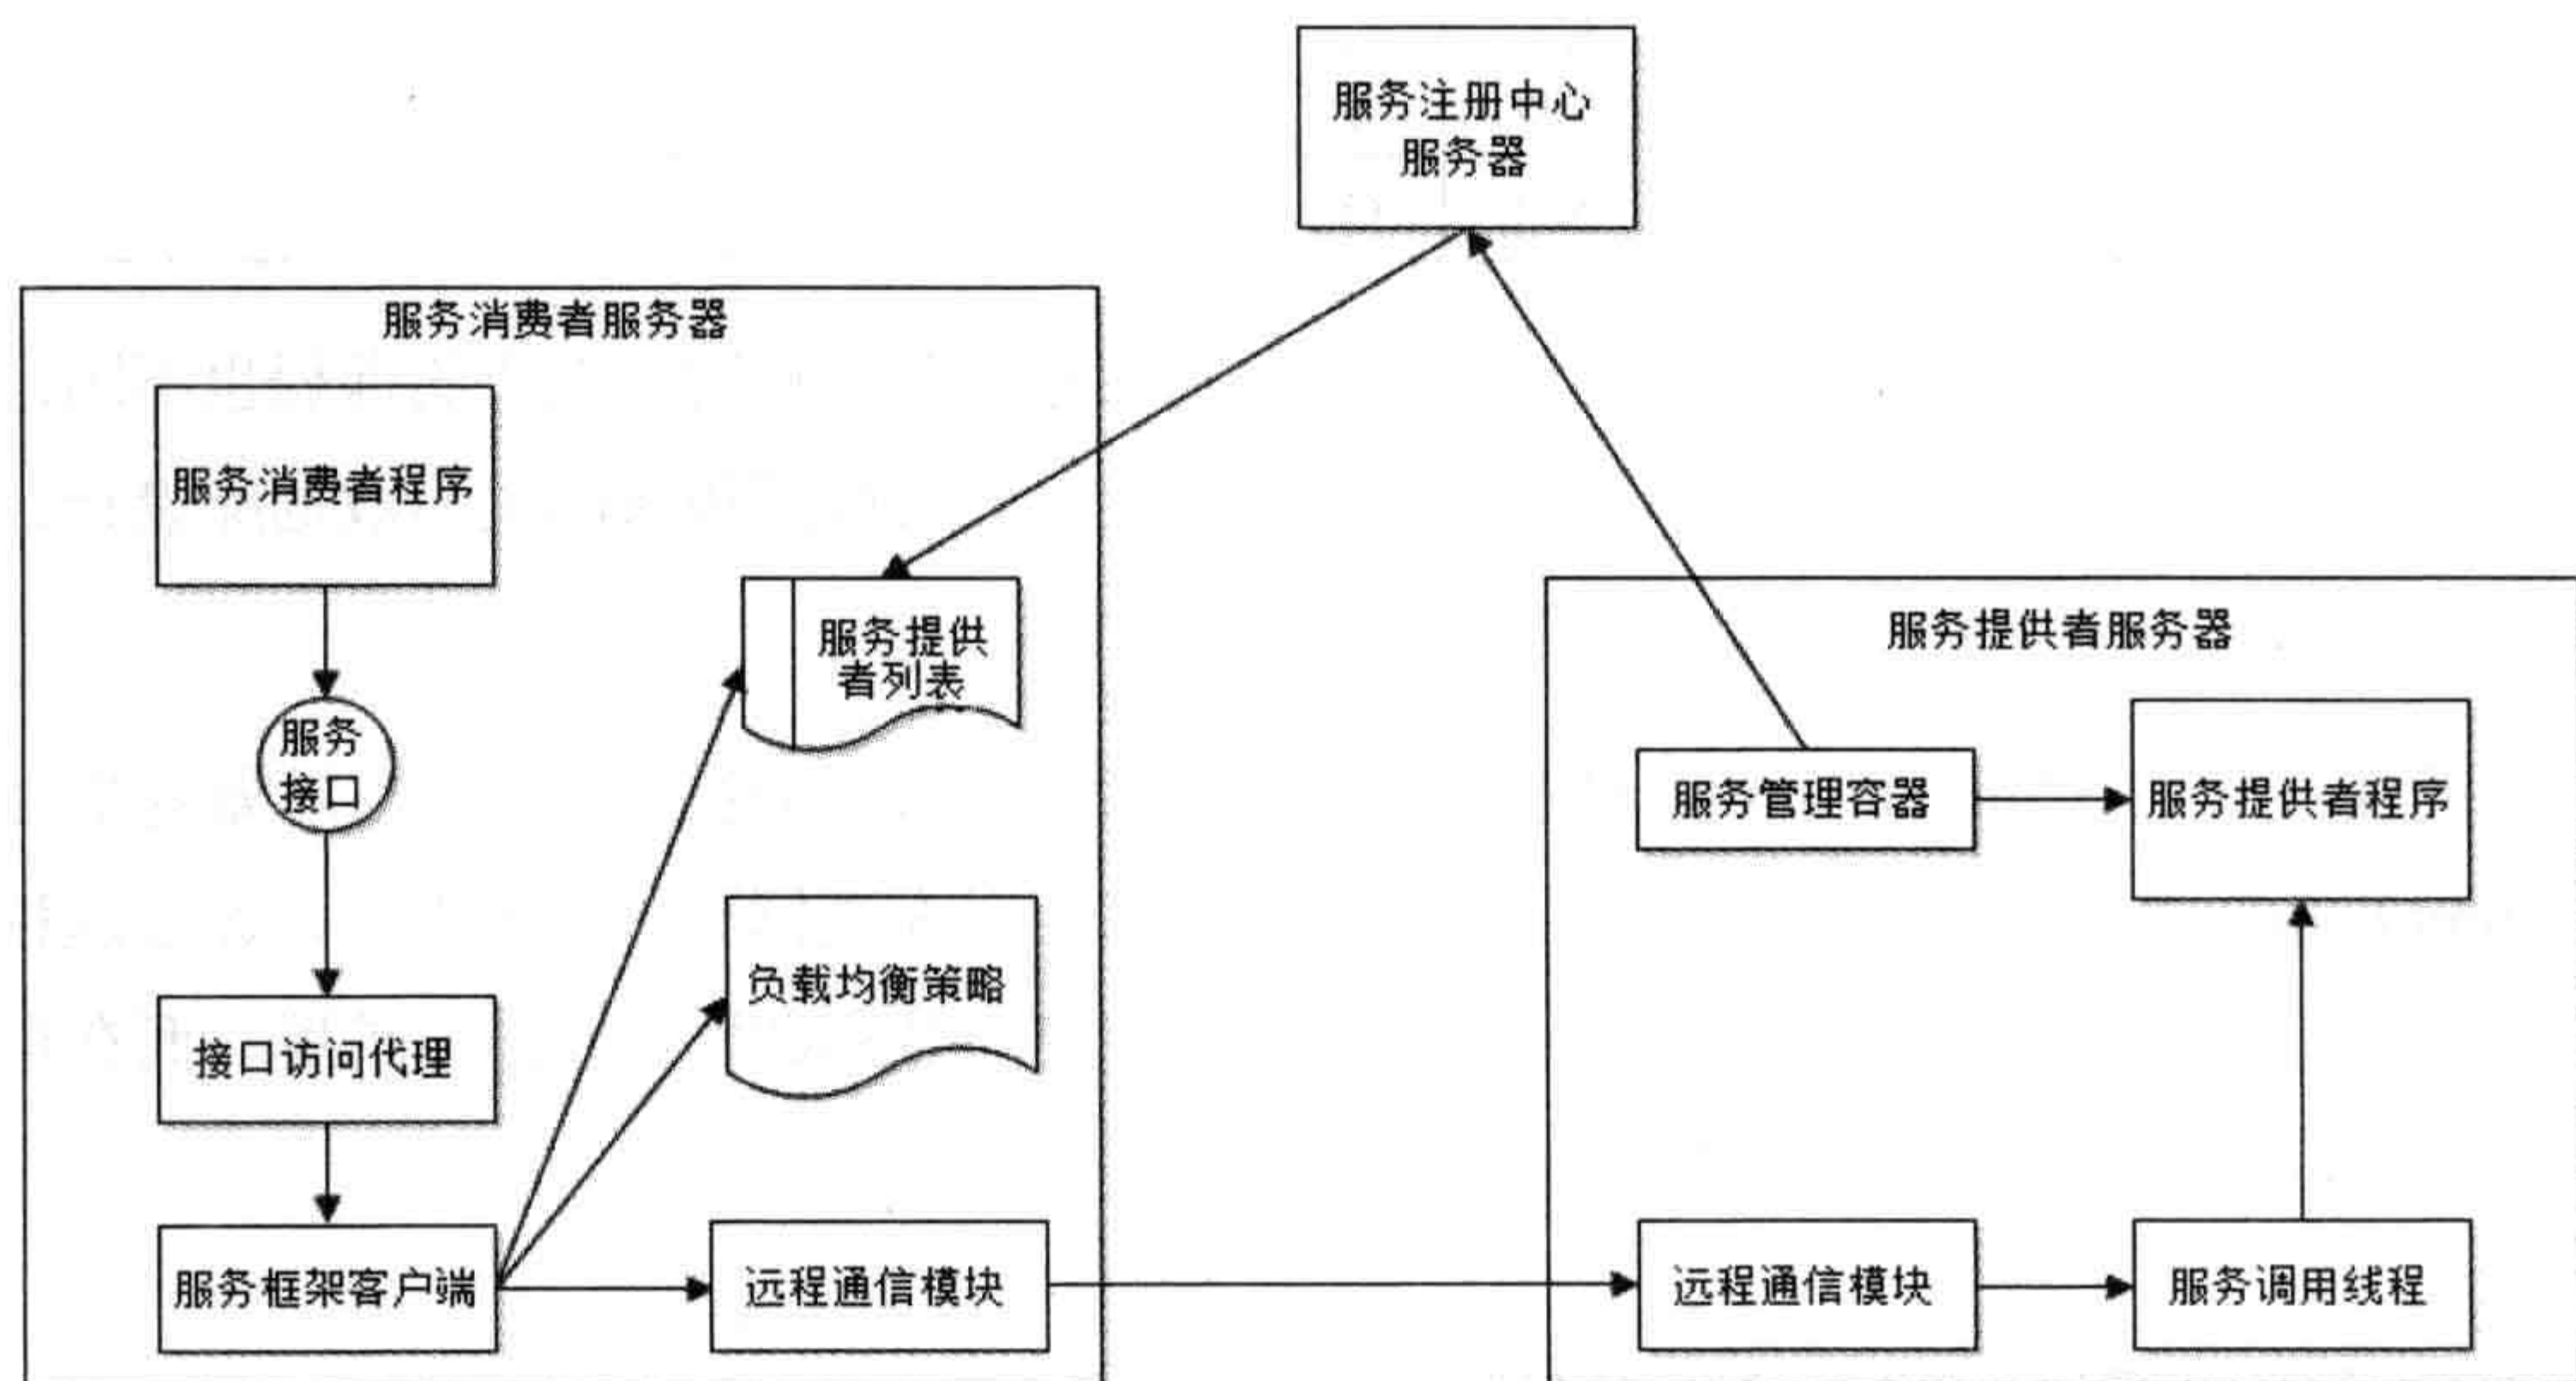 服务注册中心
服务器
服务消费者服务器
服务消费者程序
服务提供
者列表
服务提供者服务器
服务
接口
服务管理容器
服务提供者程序
负载均衡策略
接口访问代理
服务框架客户端
远程通信模块
远程通信模块
服务调用线程